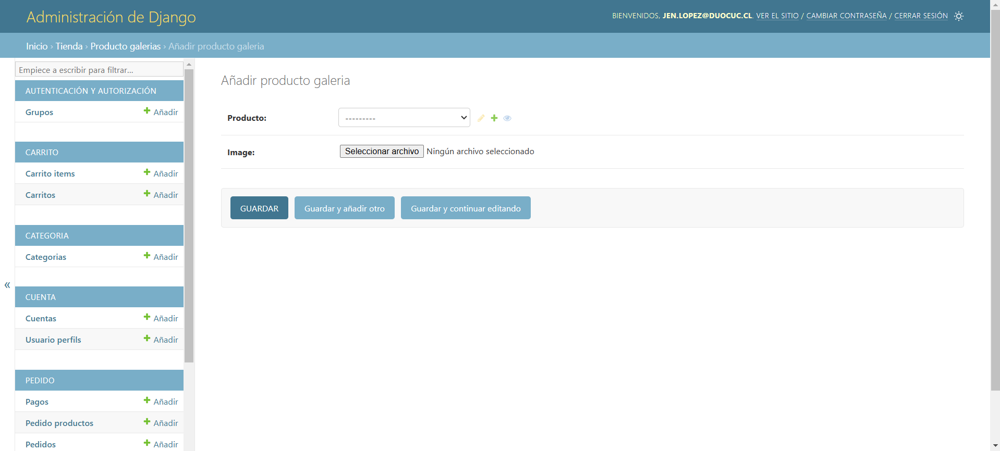 Administración de Django
BIENVENIDOS, JEN.LOPEZ@DUOCUC.CL. VER EL SITIO / CAMBIAR CONTRASEÑA / CERRAR SESIÓN
Inicio › Tienda › Producto galerias › Añadir producto galeria
Empiece a escribir para filtrar...
AUTENTICACIÓN Y AUTORIZACIÓN
Grupos Añadir
CARRITO
Carrito items Añadir
Carritos Añadir
CATEGORIA
Categorias Añadir
«
CUENTA
Cuentas Añadir
Usuario perfils Añadir
PEDIDO
Pagos Añadir
Pedido productos Añadir
Pedidos Añadir
Añadir producto galeria
Producto: ---------
Image: Seleccionar archivo Ningún archivo seleccionado
GUARDAR Guardar y añadir otro Guardar y continuar editando